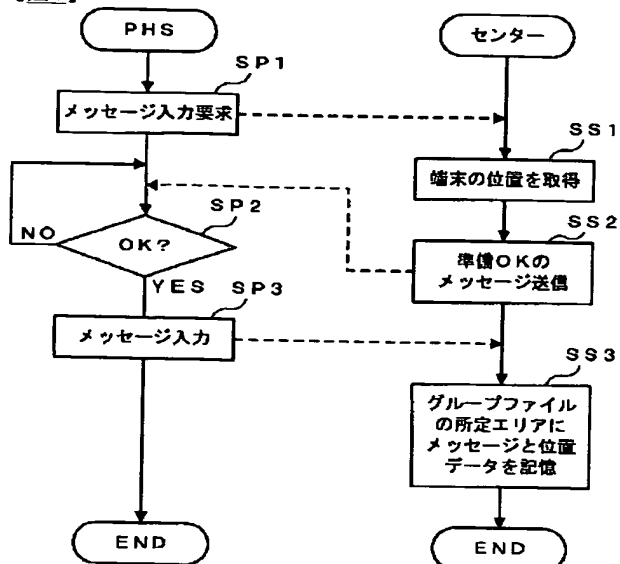 PHS
SP1
メッセージ入力要求
SP2
NO
OK?
YES
SP3
メッセージ入力
END
センター
SS1
端末の位置を取得
SS2
準備OKの
メッセージ送信
SS3
グループファイル
の所定エリアに
メッセージと位置
データを記憶
END